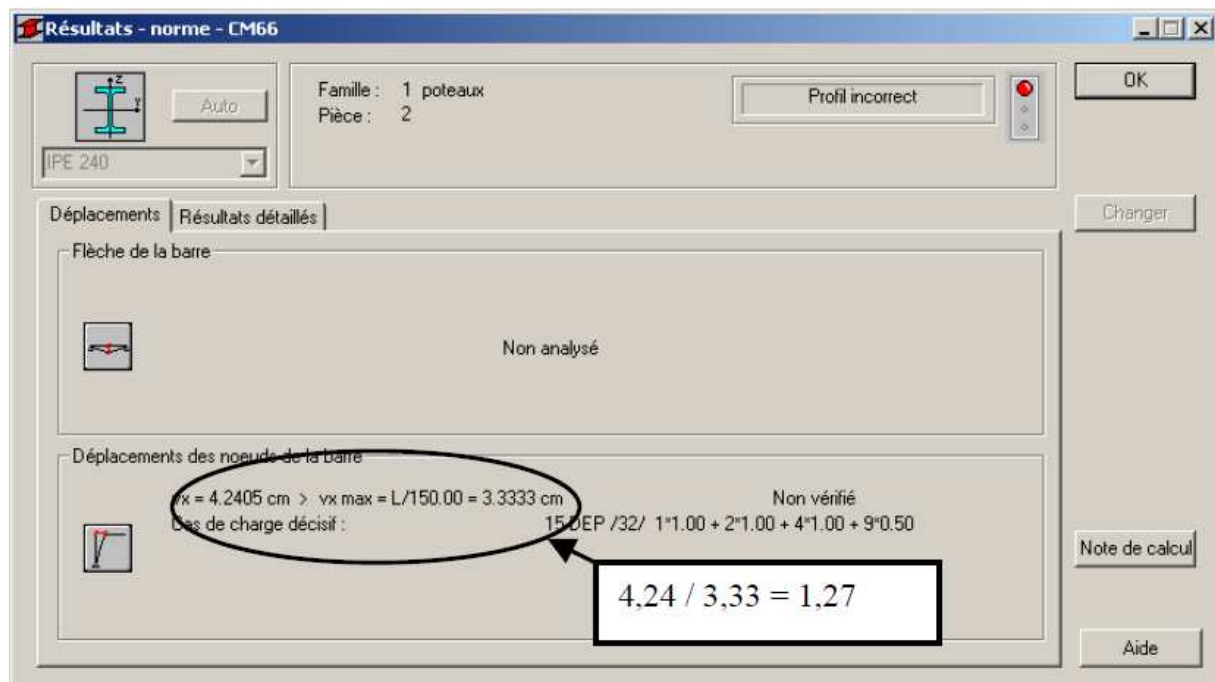 Résultats - norme - CM66
Z
Y
Auto
IPE 240
Famille : 1 poteaux
Pièce : 2
Profil incorrect
OK
Déplacements
Résultats détaillés
Changer
Flèche de la barre
Non analysé
Déplacements des noeuds de la barre
vx = 4.2405 cm > vx max = L/150.00 = 3.3333 cm
Non vérifié
Cas de charge décisif :
15 DEP /32/ 1*1.00 + 2*1.00 + 4*1.00 + 9*0.50
Note de calcul
4,24 / 3,33 = 1,27
Aide